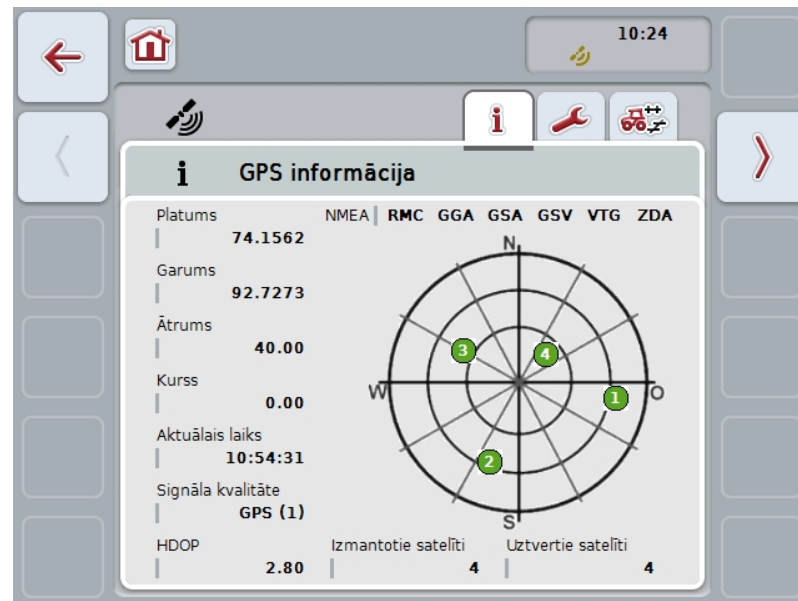 10:24
i
i GPS informācija
Platums
74.1562
NMEA RMC GGA GSA GSV VTG ZDA
Garums
92.7273
Ātrums
40.00
Kurss
0.00
Aktuālais laiks
10:54:31
Signāla kvalitāte
GPS (1)
HDOP
2.80
N
3
4
1
W
O
2
S
Izmantotie satelīti
4
Uztvertie satelīti
4